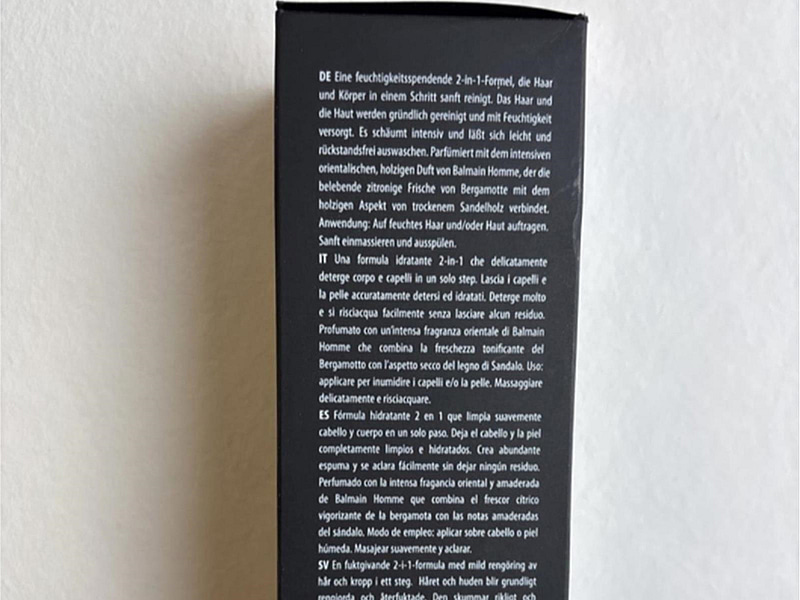 DE Eine feuchtigkeitsspendende 2-in-1-Formel, die Haar
und Körper in einem Schritt sanft reinigt. Das Haar und
die Haut werden gründlich gereinigt und mit Feuchtigkeit
versorgt. Es schäumt intensiv und läßt sich leicht und
rückstandsfrei auswaschen. Parfümiert mit dem intensiven
orientalischen, holzigen Duft von Balmain Homme, der die
belebende zitronige Frische von Bergamotte mit dem
holzigen Aspekt von trockenem Sandelholz verbindet.
Anwendung: Auf feuchtes Haar und/oder Haut auftragen.
Sanft einmassieren und ausspülen.
IT Una formula idratante 2-in-1 che delicatamente
deterge corpo e capelli in un solo step. Lascia i capelli e
la pelle accuratamente detersi ed idratati. Deterge molto
e si risciacqua facilmente senza lasciare alcun residuo.
Profumato con un'intensa fragranza orientale di Balmain
Homme che combina la freschezza tonificante del
Bergamotto con l'aspetto secco del legno di Sandalo. Uso:
applicare per inumidire i capelli e/o la pelle. Massaggiare
delicatamente e risciacquare.
ES Fórmula hidratante 2 en 1 que limpia suavemente
cabello y cuerpo en un solo paso. Deja el cabello y la piel
completamente limpios e hidratados. Crea abundante
espuma y se aclara fácilmente sin dejar ningún residuo.
Perfumado con la intensa fragancia oriental y amaderada
de Balmain Homme que combina el frescor cítrico
vigorizante de la bergamota con las notas amaderadas
del sándalo. Modo de empleo: aplicar sobre cabello o piel
húmeda. Masajear suavemente y aclarar.
SV En fuktgivande 2-i-1-formula med mild rengöring av
hår och kropp i ett steg. Håret och huden blir grundligt
rengjorda och återfuktade. Den skummar rikligt och